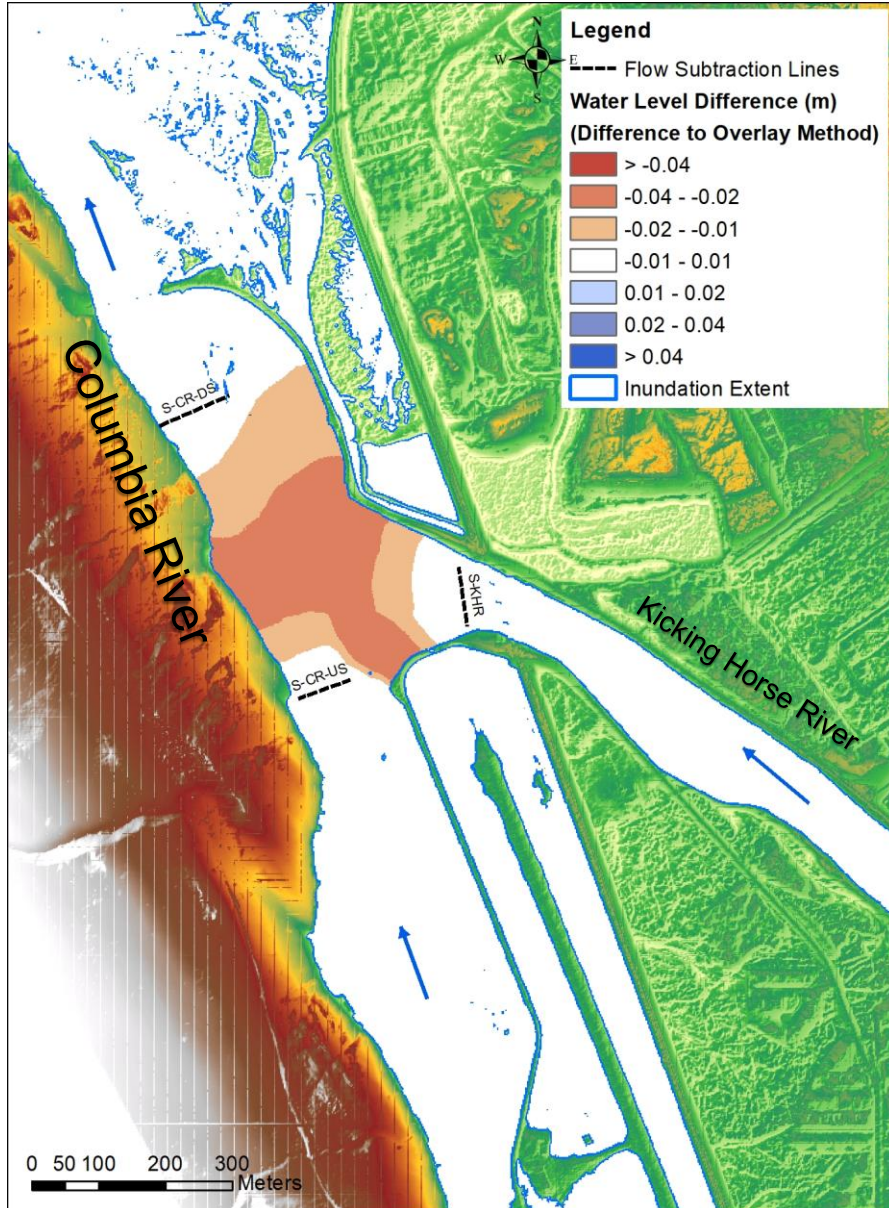 N
W E
S
Legend
Flow Subtraction Lines
Water Level Difference (m)
(Difference to Overlay Method)
> -0.04
-0.04 - -0.02
-0.02 - -0.01
-0.01 - 0.01
0.01 - 0.02
0.02 - 0.04
> 0.04
Inundation Extent
Columbia River
S-CR-DS
S-KHR
S-CR-US
Kicking Horse River
0 50 100 200 300
Meters